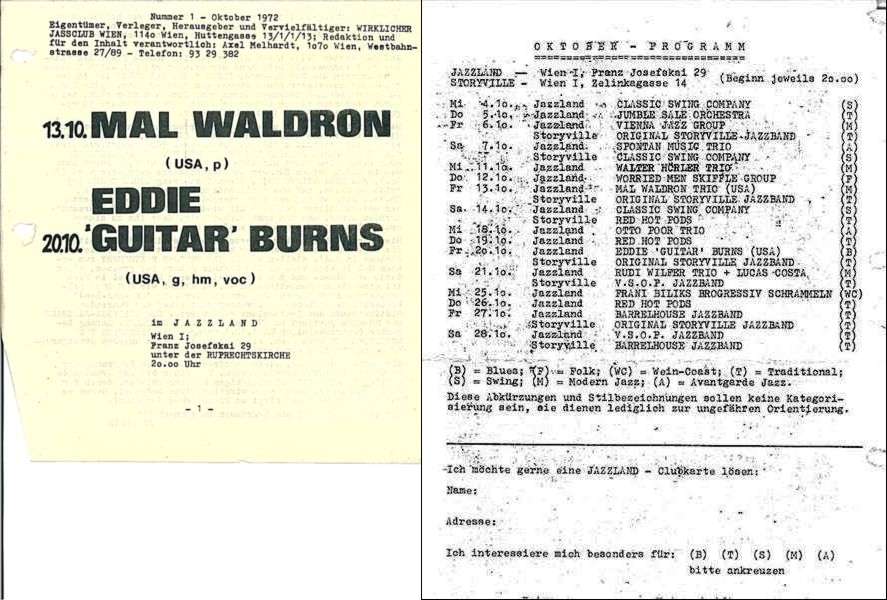 Nummer 1 - Oktober 1972
Eigentümer, Verleger, Herausgeber und Vervielfältiger: WIRKLICHER
JASSCLUB WIEN, 114o Wien, Huttengasse 13/1/1/13; Redaktion und
für den Inhalt verantwortlich: Axel Melhardt, 1o7o Wien, Westbahn-
strasse 27/89 - Telefon: 93 29 382
13.10. MAL WALDRON
(USA, p)
EDDIE
20.10. 'GUITAR' BURNS
(USA, g, hm, voc)
im JAZZLAND
Wien I;
Franz Josefskai 29
unter der RUPRECHTSKIRCHE
2o.oo Uhr
- 1 -
OKTOBER - PROGRAMM
JAZZLAND — Wien I, Franz Josefskai 29
STORYVILLE - Wien I, Zelinkagasse 14 (Beginn jeweils 2o.oo)
Mi 4.1o. Jazzland CLASSIC SWING COMPANY (S)
Do 5.1o. Jazzland JUMBLE SALE ORCHESTRA (T)
Fr 6.1o. Jazzland VIENNA JAZZ GROUP (M)
Storyville ORIGINAL STORYVILLE JAZZBAND (T)
Sa 7.1o. Jazzland SPONTAN MUSIC TRIO (A)
Storyville CLASSIC SWING COMPANY (S)
Mi 11.1o. Jazzland WALTER HÖRLER TRIO (M)
Do 12.1o. Jazzland WORRIED MEN SKIFFLE GROUP (F)
Fr 13.1o. Jazzland MAL WALDRON TRIO (USA) (M)
Storyville ORIGINAL STORYVILLE JAZZBAND (T)
Sa 14.1o. Jazzland CLASSIC SWING COMPANY (S)
Storyville RED HOT PODS (T)
Mi 18.1o. Jazzland OTTO POOR TRIO (A)
Do 19.1o. Jazzland RED HOT PODS (T)
Fr 2o.1o. Jazzland EDDIE 'GUITAR' BURNS (USA) (B)
Storyville ORIGINAL STORYVILLE JAZZBAND (T)
Sa 21.1o. Jazzland RUDI WILFER TRIO + LUCAS COSTA (M)
Storyville V.S.O.P. JAZZBAND (T)
Mi 25.1o. Jazzland FRANI BILIKS BROGRESSIV SCHRAMMELN (WC)
Do 26.1o. Jazzland RED HOT PODS (T)
Fr 27.1o. Jazzland BARRELHOUSE JAZZBAND (T)
Storyville ORIGINAL STORYVILLE JAZZBAND (T)
Sa 28.1o. Jazzland V.S.O.P. JAZZBAND (T)
Storyville BARRELHOUSE JAZZBAND (T)
(B) = Blues; (F) = Folk; (WC) = Wein-Coast; (T) = Traditional;
(S) = Swing; (M) = Modern Jazz; (A) = Avantgarde Jazz.
Diese Abkürzungen und Stilbezeichnungen sollen keine Kategori-
sierung sein, sie dienen lediglich zur ungefähren Orientierung.
Ich möchte gerne eine JAZZLAND - Clubkarte lösen:
Name:
Adresse:
Ich interessiere mich besonders für: (B) (T) (S) (M) (A)
bitte ankreuzen